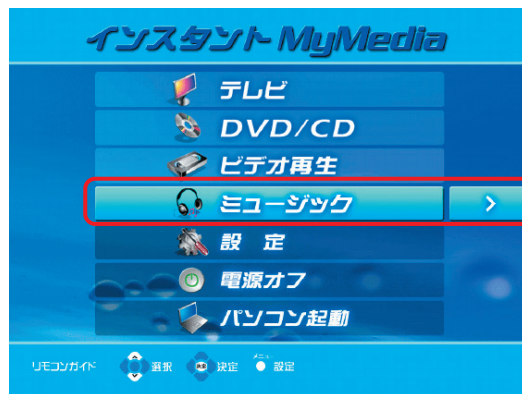 インスタントMyMedia
テレビ
DVD/CD
ビデオ再生
ミュージック
設 定
電源オフ
パソコン起動
メニュー
リモコンガイド 選択 決定 決定 設定